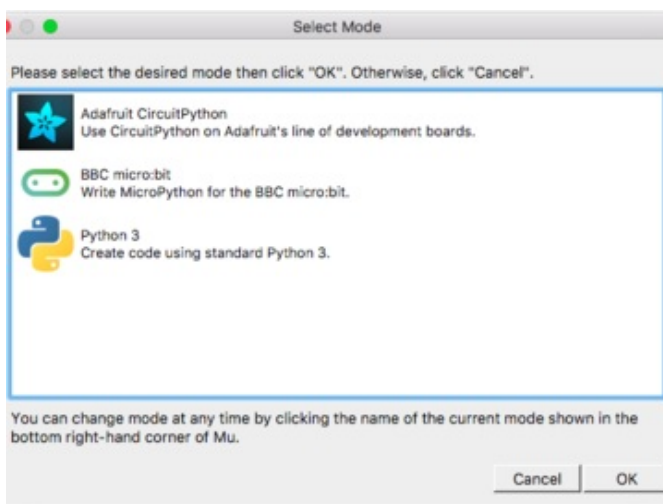 Select Mode
Please select the desired mode then click "OK". Otherwise, click "Cancel".
Adafruit CircuitPython
Use CircuitPython on Adafruit's line of development boards.
BBC micro:bit
Write MicroPython for the BBC micro:bit.
Python 3
Create code using standard Python 3.
You can change mode at any time by clicking the name of the current mode shown in the
bottom right-hand corner of Mu.
Cancel OK